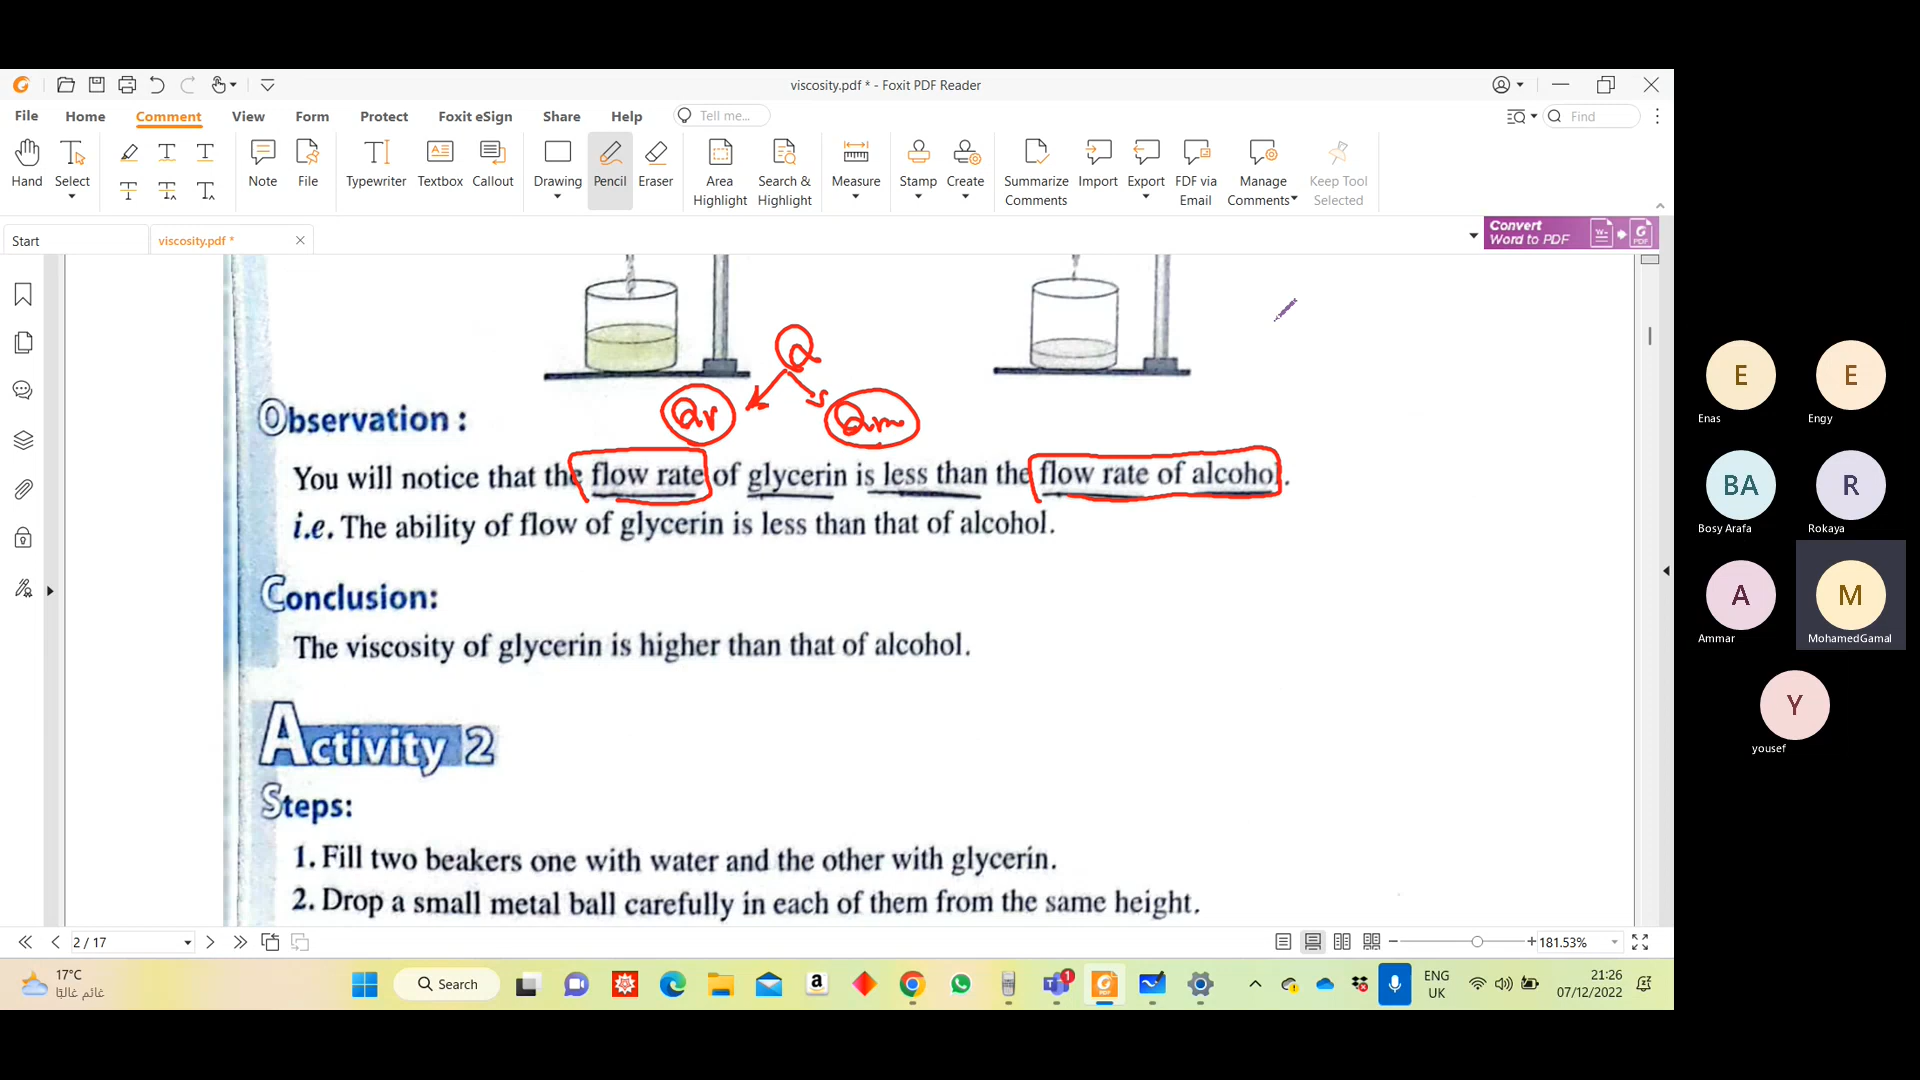 viscosity.pdf * - Foxit PDF Reader
File Home Comment View Form Protect Foxit eSign Share Help Tell me... Find
Hand Select Note File Typewriter Textbox Callout Drawing Pencil Eraser Area Highlight Search & Highlight Measure Stamp Create Summarize Comments Import Export FDF via Email Manage Comments Keep Tool Selected
Start viscosity.pdf * Convert Word to PDF
Q
Qv Qm
Observation :
You will notice that the flow rate of glycerin is less than the flow rate of alcohol.
i.e. The ability of flow of glycerin is less than that of alcohol.
Conclusion:
The viscosity of glycerin is higher than that of alcohol.
Activity 2
Steps:
1. Fill two beakers one with water and the other with glycerin.
2. Drop a small metal ball carefully in each of them from the same height.
2 / 17 181.53%
17°C
غائم غالبًا
Search
1
ENG
UK
21:26
07/12/2022
E E
Enas Engy
BA R
Bosy Arafa Rokaya
A M
Ammar MohamedGamal
Y
yousef